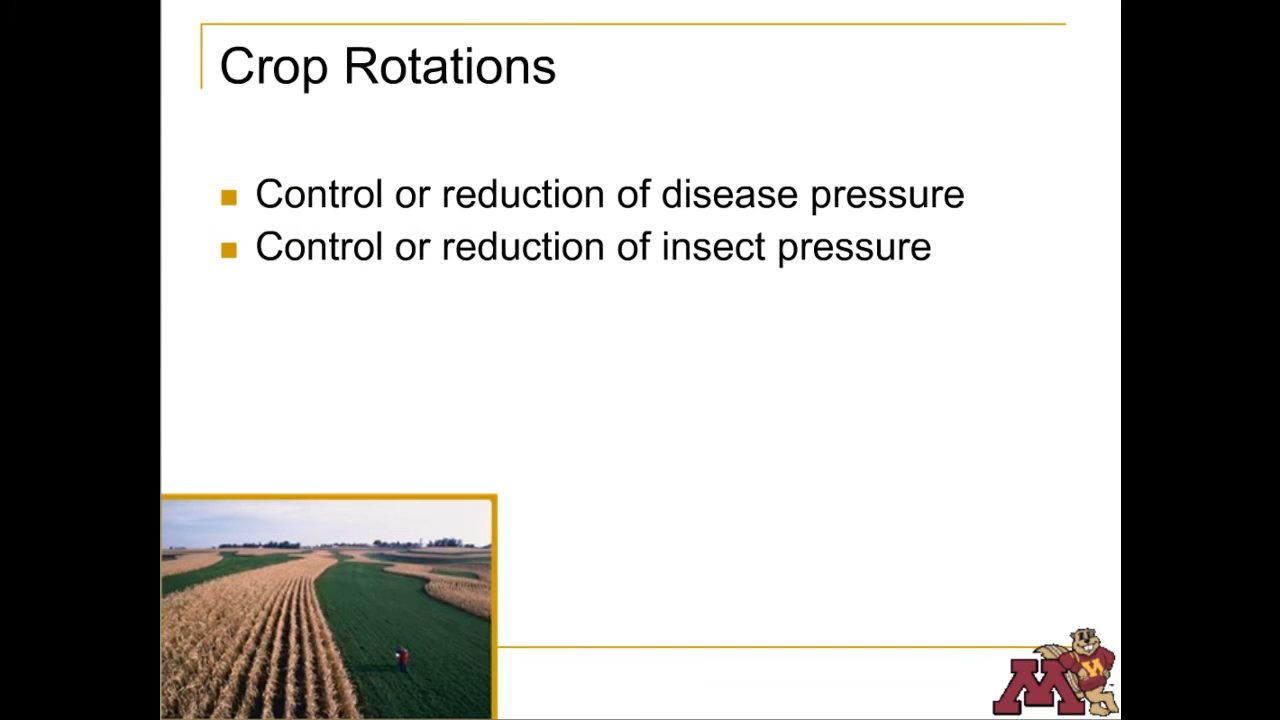 Crop Rotations
Control or reduction of disease pressure
Control or reduction of insect pressure
M